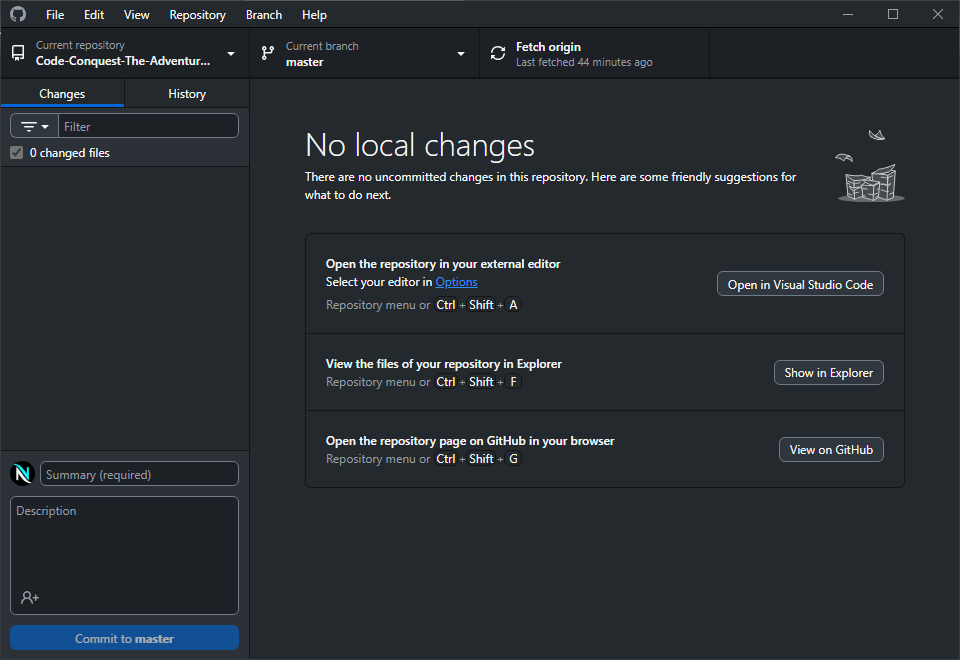 File Edit View Repository Branch Help
Current repository
Code-Conquest-The-Adventur...
Current branch
master
Fetch origin
Last fetched 44 minutes ago
Changes
History
Filter
0 changed files
No local changes
There are no uncommitted changes in this repository. Here are some friendly suggestions for
what to do next.
Open the repository in your external editor
Select your editor in Options
Repository menu or Ctrl + Shift + A
Open in Visual Studio Code
View the files of your repository in Explorer
Repository menu or Ctrl + Shift + F
Show in Explorer
Open the repository page on GitHub in your browser
Repository menu or Ctrl + Shift + G
View on GitHub
Summary (required)
Description
Commit to master